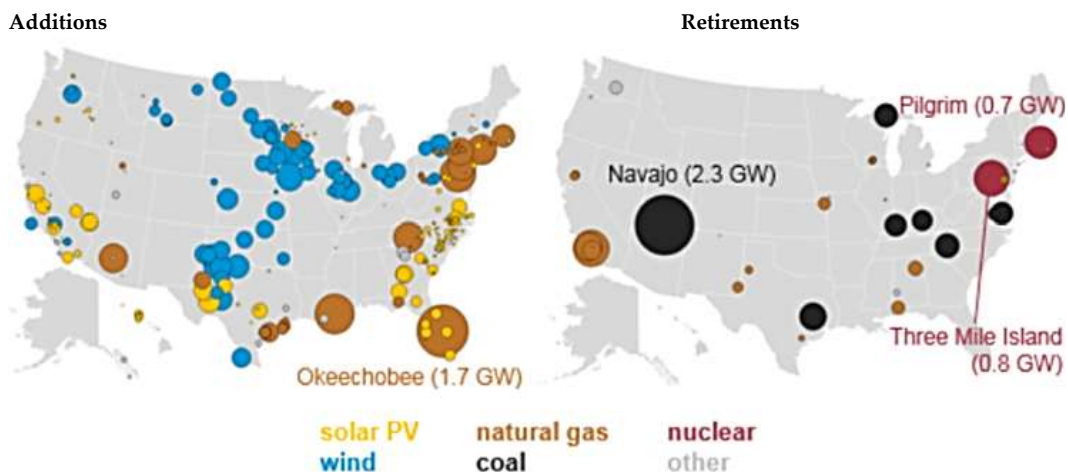 Additions
Retirements
Okeechobee (1.7 GW)
Navajo (2.3 GW)
Pilgrim (0.7 GW)
Three Mile Island
(0.8 GW)
solar PV natural gas nuclear
wind coal other